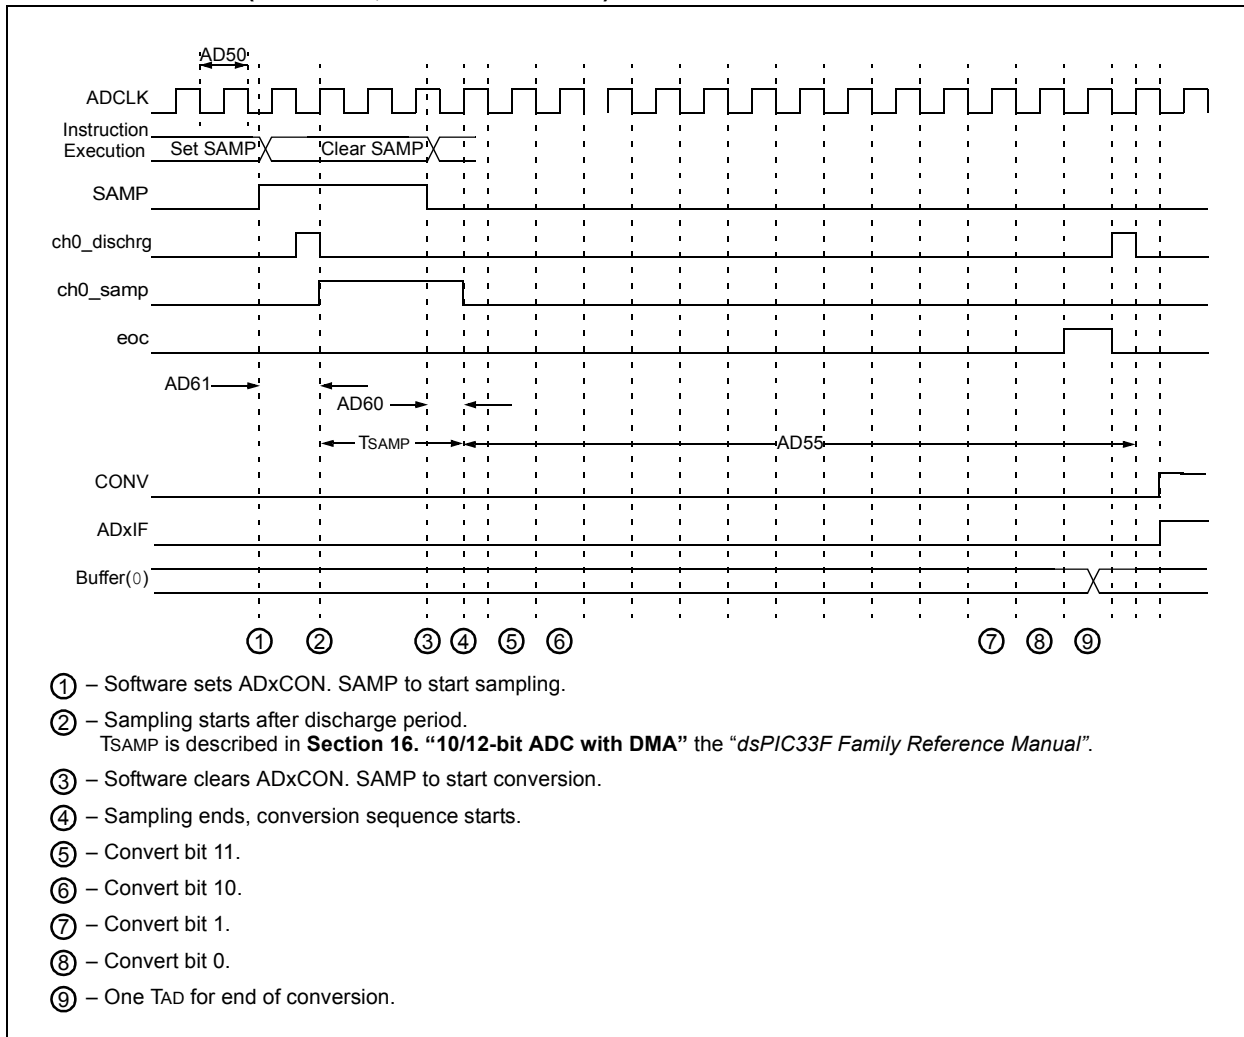 AD50
ADCLK
Instruction
Execution
Set SAMP
Clear SAMP
SAMP
ch0_dischrg
ch0_samp
eoc
AD61
AD60
TSAMP
AD55
CONV
ADxIF
Buffer(0)
1 2 3 4 5 6 7 8 9
1 – Software sets ADxCON. SAMP to start sampling.
2 – Sampling starts after discharge period.
TSAMP is described in Section 16. “10/12-bit ADC with DMA” the “dsPIC33F Family Reference Manual”.
3 – Software clears ADxCON. SAMP to start conversion.
4 – Sampling ends, conversion sequence starts.
5 – Convert bit 11.
6 – Convert bit 10.
7 – Convert bit 1.
8 – Convert bit 0.
9 – One TAD for end of conversion.